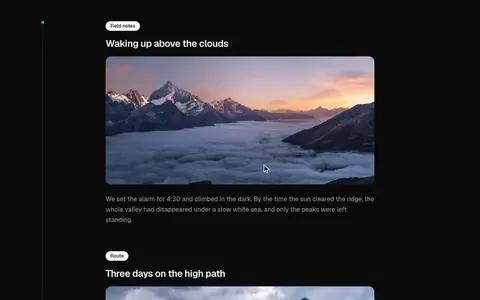 Field notes
Waking up above the clouds
We set the alarm for 4:30 and climbed in the dark. By the time the sun cleared the ridge, the
whole valley had disappeared under a slow white sea, and only the peaks were left
standing.
Route
Three days on the high path